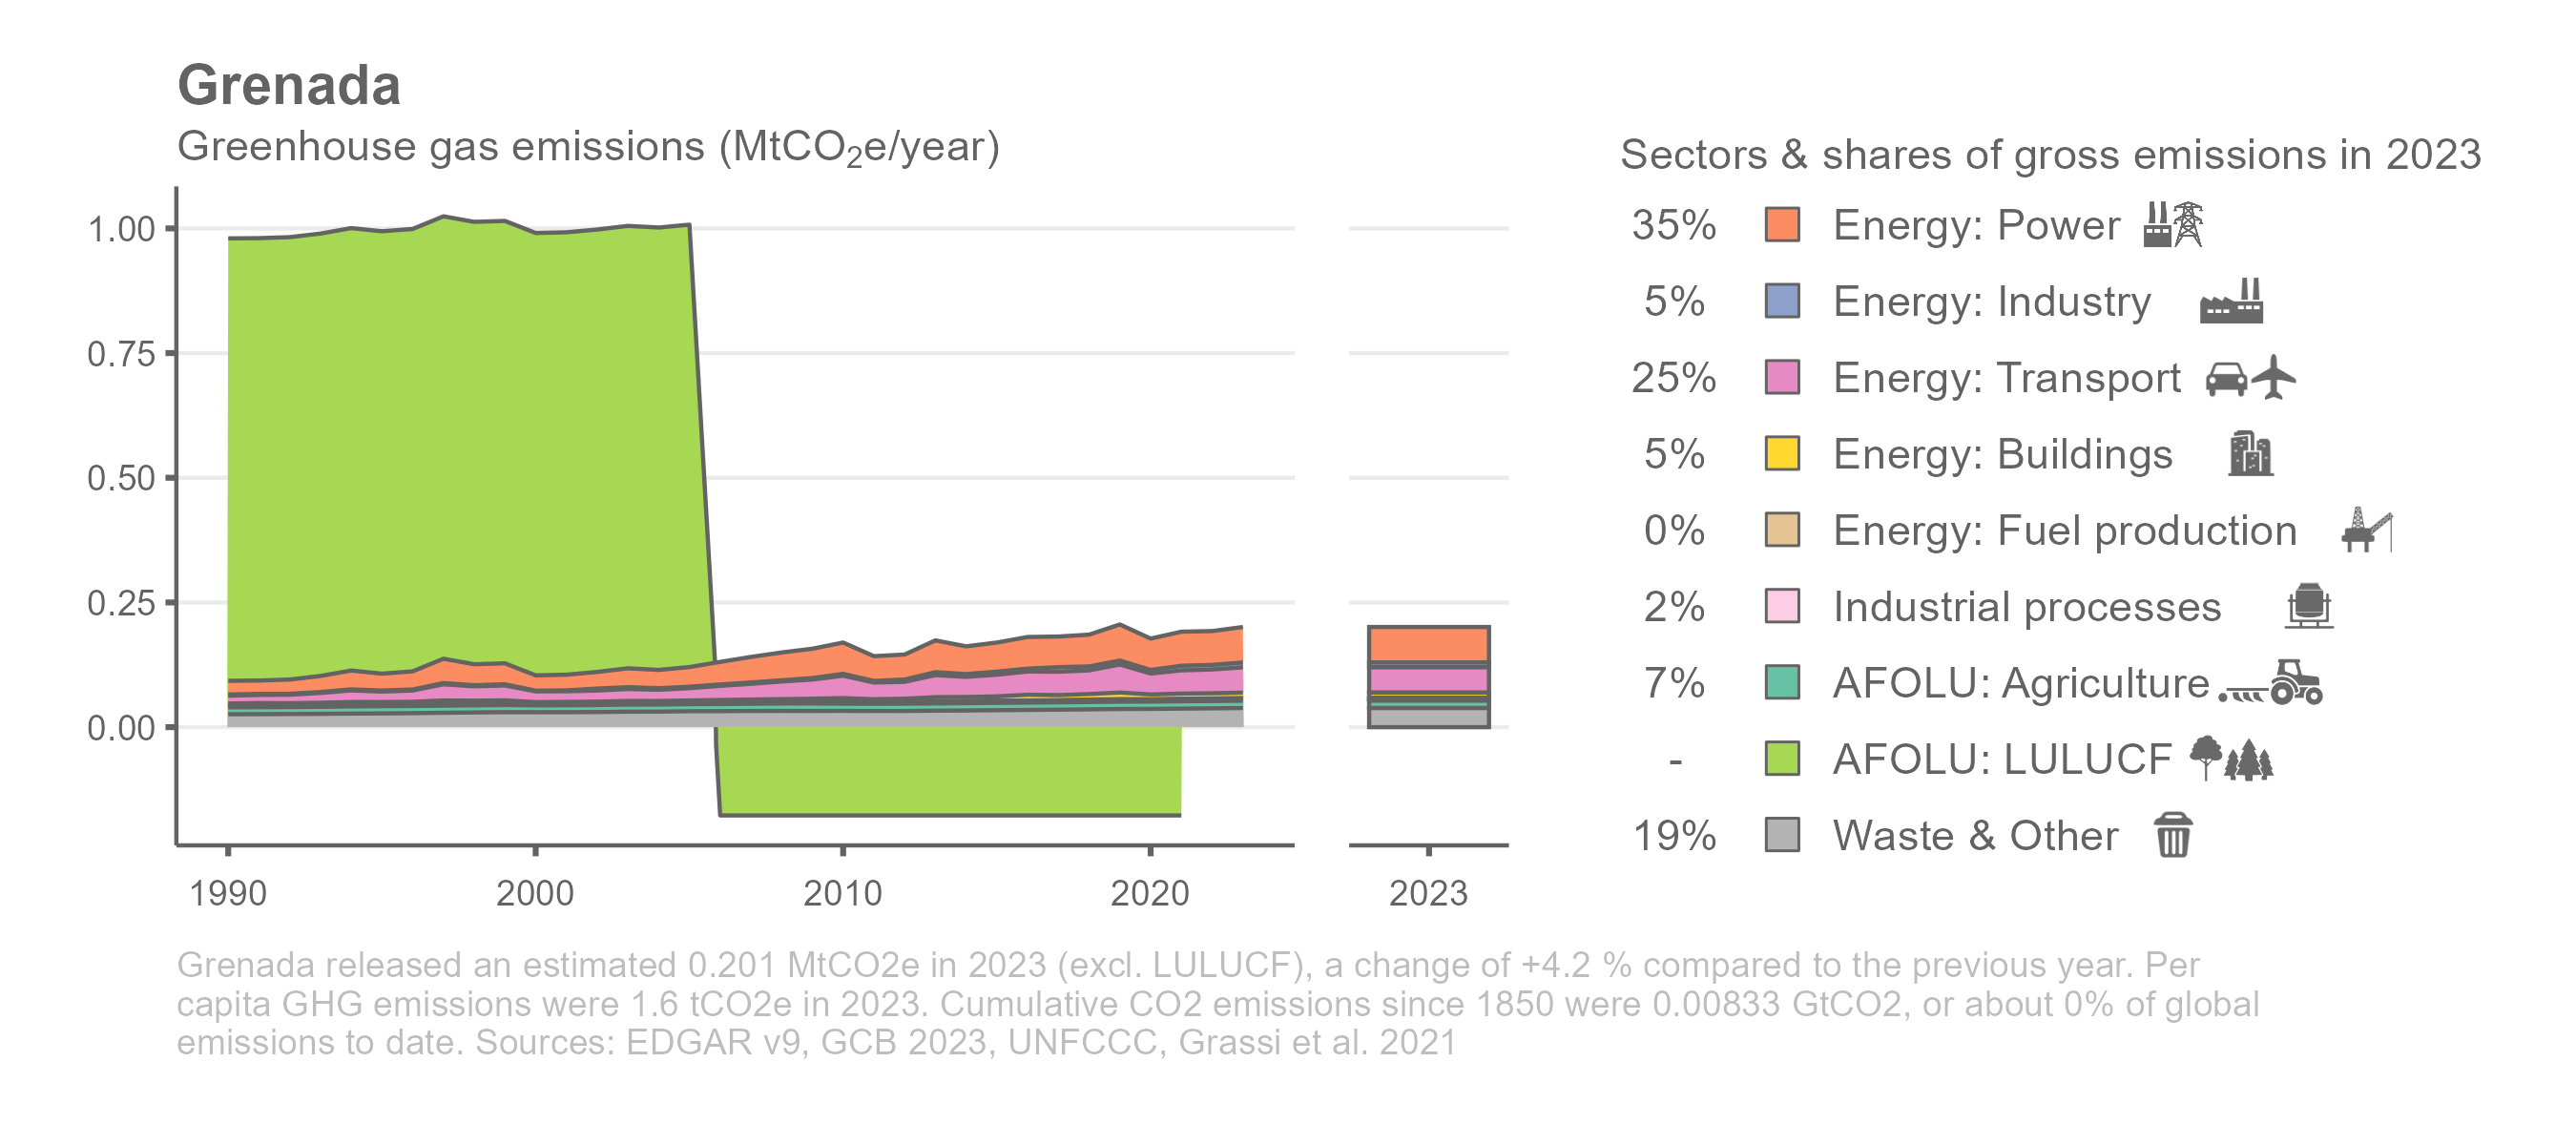 Grenada
Greenhouse gas emissions (MtCO₂e/year)
1.00
0.75
0.50
0.25
0.00
1990 2000 2010 2020 2023
Sectors & shares of gross emissions in 2023
35% Energy: Power
5% Energy: Industry
25% Energy: Transport
5% Energy: Buildings
0% Energy: Fuel production
2% Industrial processes
7% AFOLU: Agriculture
- AFOLU: LULUCF
19% Waste & Other
Grenada released an estimated 0.201 MtCO2e in 2023 (excl. LULUCF), a change of +4.2 % compared to the previous year. Per
capita GHG emissions were 1.6 tCO2e in 2023. Cumulative CO2 emissions since 1850 were 0.00833 GtCO2, or about 0% of global
emissions to date. Sources: EDGAR v9, GCB 2023, UNFCCC, Grassi et al. 2021